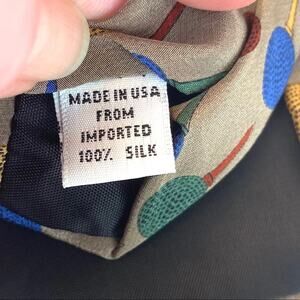 MADE IN USA
FROM
IMPORTED
100% SILK